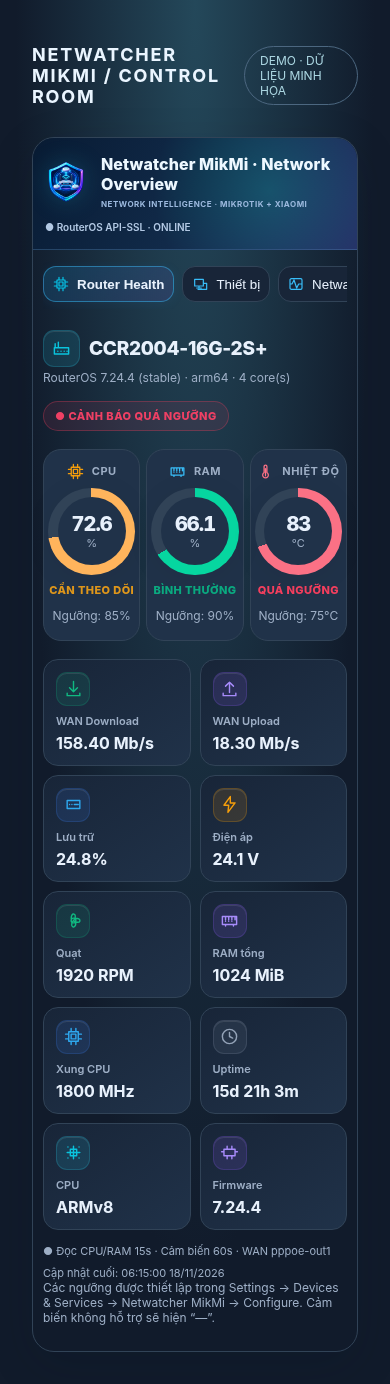 NETWATCHER
MIKMI / CONTROL
ROOM
DEMO · DỮ
LIỆU MINH
HỌA
Netwatcher MikMi · Network
Overview
NETWORK INTELLIGENCE · MIKROTIK + XIAOMI
● RouterOS API-SSL · ONLINE
Router Health
Thiết bị
Netwa
CCR2004-16G-2S+
RouterOS 7.24.4 (stable) · arm64 · 4 core(s)
● CẢNH BÁO QUÁ NGƯỠNG
CPU
72.6
%
CẦN THEO DÕI
Ngưỡng: 85%
RAM
66.1
%
BÌNH THƯỜNG
Ngưỡng: 90%
NHIỆT ĐỘ
83
°C
QUÁ NGƯỠNG
Ngưỡng: 75°C
WAN Download
158.40 Mb/s
WAN Upload
18.30 Mb/s
Lưu trữ
24.8%
Điện áp
24.1 V
Quạt
1920 RPM
RAM tổng
1024 MiB
Xung CPU
1800 MHz
Uptime
15d 21h 3m
CPU
ARMv8
Firmware
7.24.4
● Đọc CPU/RAM 15s · Cảm biến 60s · WAN pppoe-out1
Cập nhật cuối: 06:15:00 18/11/2026
Các ngưỡng được thiết lập trong Settings → Devices
& Services → Netwatcher MikMi → Configure. Cảm
biến không hỗ trợ sẽ hiện “—”.